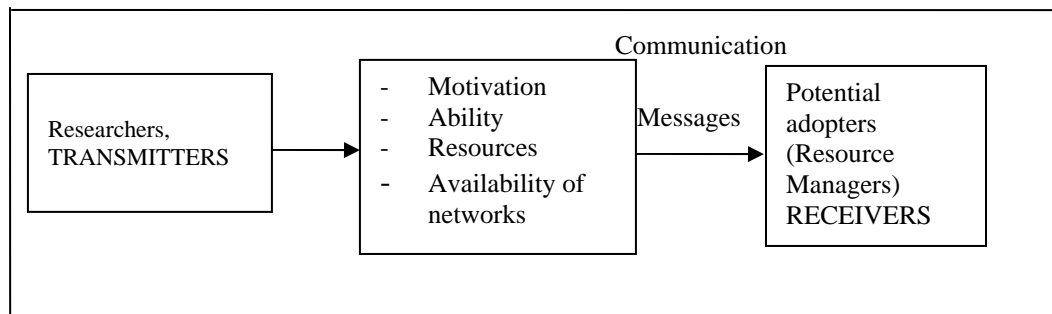 Researchers,
TRANSMITTERS
- Motivation
- Ability
- Resources
- Availability of
networks
Communication
Messages
Potential
adopters
(Resource
Managers)
RECEIVERS